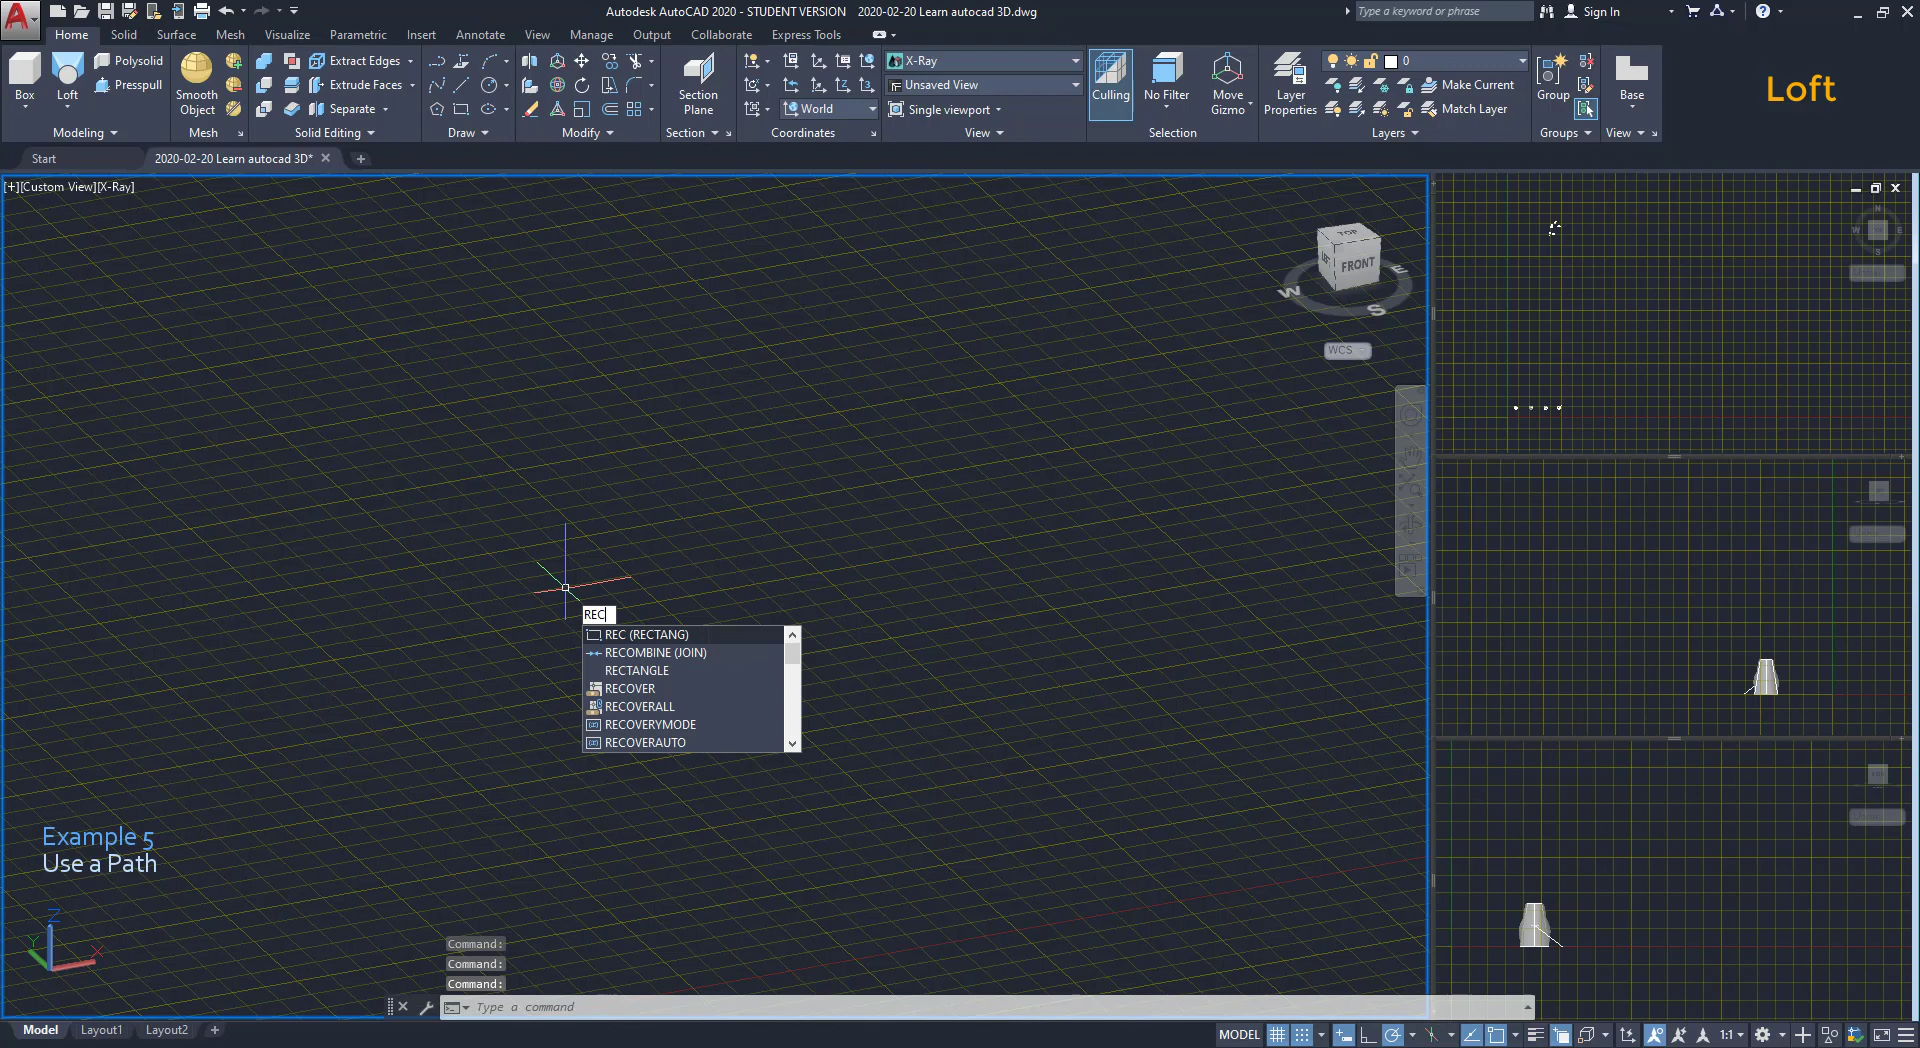 Autodesk AutoCAD 2020 - STUDENT VERSION 2020-02-20 Learn autocad 3D.dwg
Type a keyword or phrase
Sign In
Home Solid Surface Mesh Visualize Parametric Insert Annotate View Manage Output Collaborate Express Tools
Box
Loft
Polysolid
Presspull
Modeling
Smooth Object
Mesh
Extract Edges
Extrude Faces
Separate
Solid Editing
Draw
Modify
Section Plane
Section
World
Coordinates
X-Ray
Unsaved View
Single viewport
View
Culling
No Filter
Move Gizmo
Selection
Layer Properties
0
Make Current
Match Layer
Layers
Group
Groups
Base
View
Loft
Start
2020-02-20 Learn autocad 3D*
[+][Custom View][X-Ray]
TOP
LEFT
FRONT
W
E
S
WCS
N
W
E
S
REC
REC (RECTANG)
RECOMBINE (JOIN)
RECTANGLE
RECOVER
RECOVERALL
RECOVERYMODE
RECOVERAUTO
Example 5
Use a Path
Z
Y
X
Command:
Command:
Command:
Type a command
Model Layout1 Layout2
MODEL
1:1